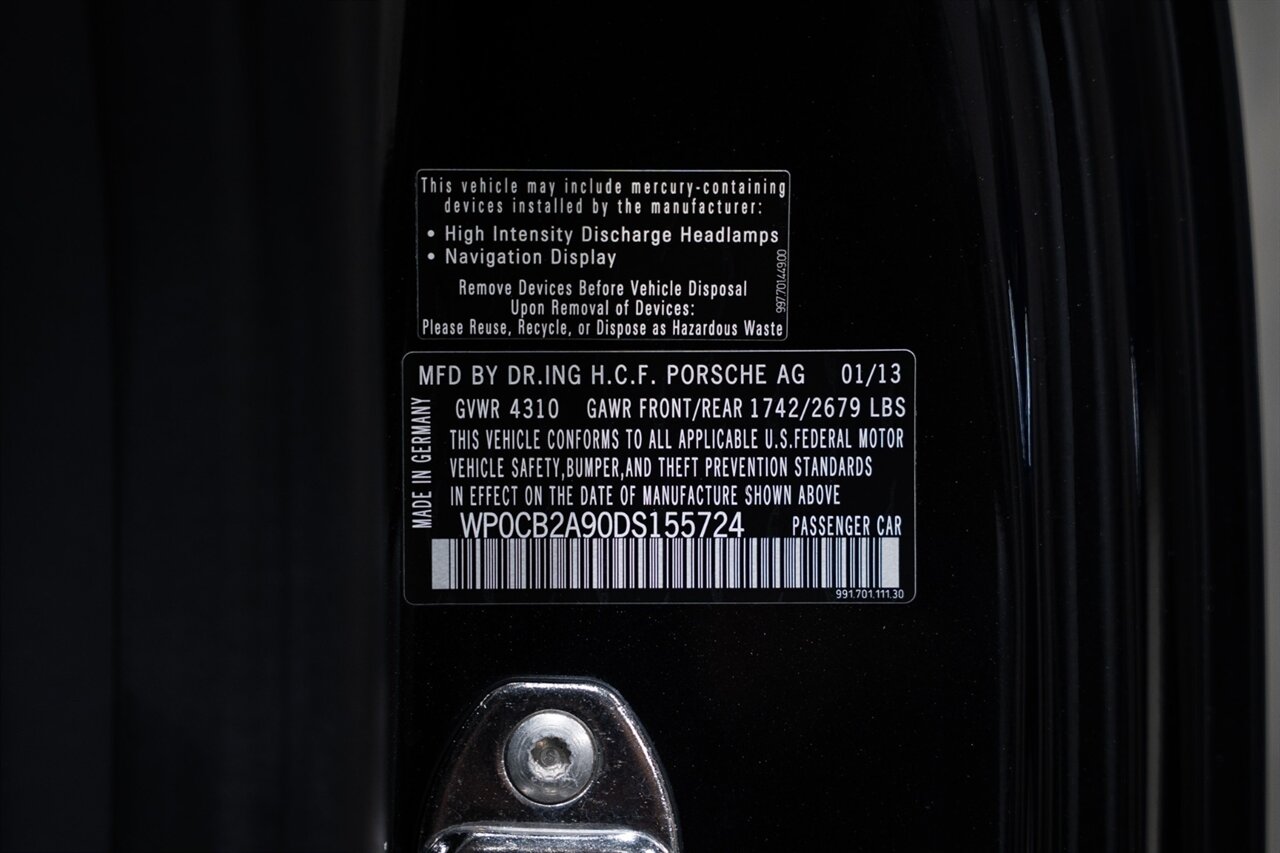 This vehicle may include mercury-containing
devices installed by the manufacturer:
• High Intensity Discharge Headlamps
• Navigation Display
Remove Devices Before Vehicle Disposal
Upon Removal of Devices:
Please Reuse, Recycle, or Dispose as Hazardous Waste
997.701.449.00
MFD BY DR.ING H.C.F. PORSCHE AG 01/13
GVWR 4310 GAWR FRONT/REAR 1742/2679 LBS
THIS VEHICLE CONFORMS TO ALL APPLICABLE U.S.FEDERAL MOTOR
VEHICLE SAFETY,BUMPER,AND THEFT PREVENTION STANDARDS
IN EFFECT ON THE DATE OF MANUFACTURE SHOWN ABOVE
WP0CB2A90DS155724 PASSENGER CAR
MADE IN GERMANY
991.701.111.30